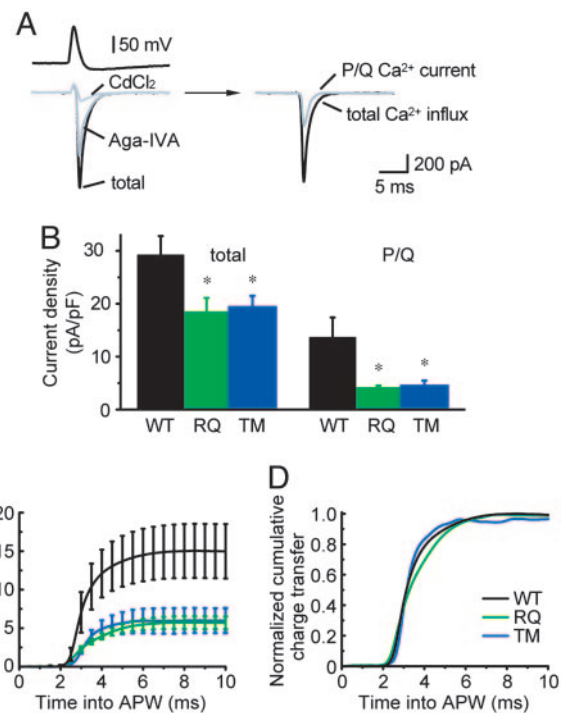 A
50 mV
CdCl₂
P/Q Ca²⁺ current
total Ca²⁺ influx
Aga-IVA
total
200 pA
5 ms
B
Current density
(pA/pF)
30
20
10
0
total
P/Q
* *
* *
WT RQ TM
WT RQ TM
20
15
10
5
0
0 2 4 6 8 10
Time into APW (ms)
D
Normalized cumulative
charge transfer
1.0
0.8
0.6
0.4
0.2
0
WT
RQ
TM
0 2 4 6 8 10
Time into APW (ms)